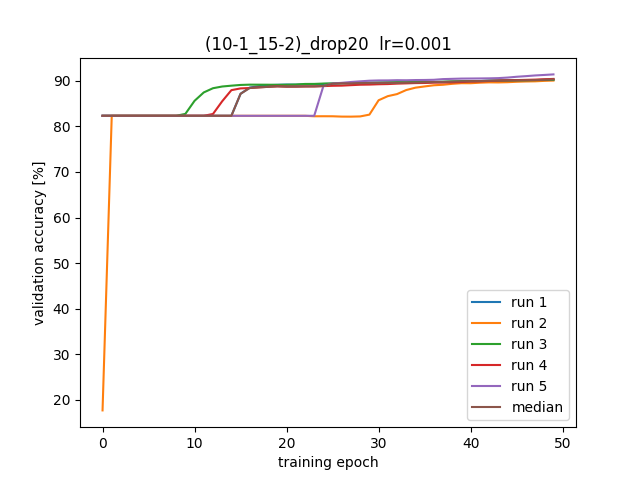 (10-1_15-2)_drop20  lr=0.001
validation accuracy [%]
90
80
70
60
50
40
30
20
0
10
20
30
40
50
training epoch
run 1
run 2
run 3
run 4
run 5
median